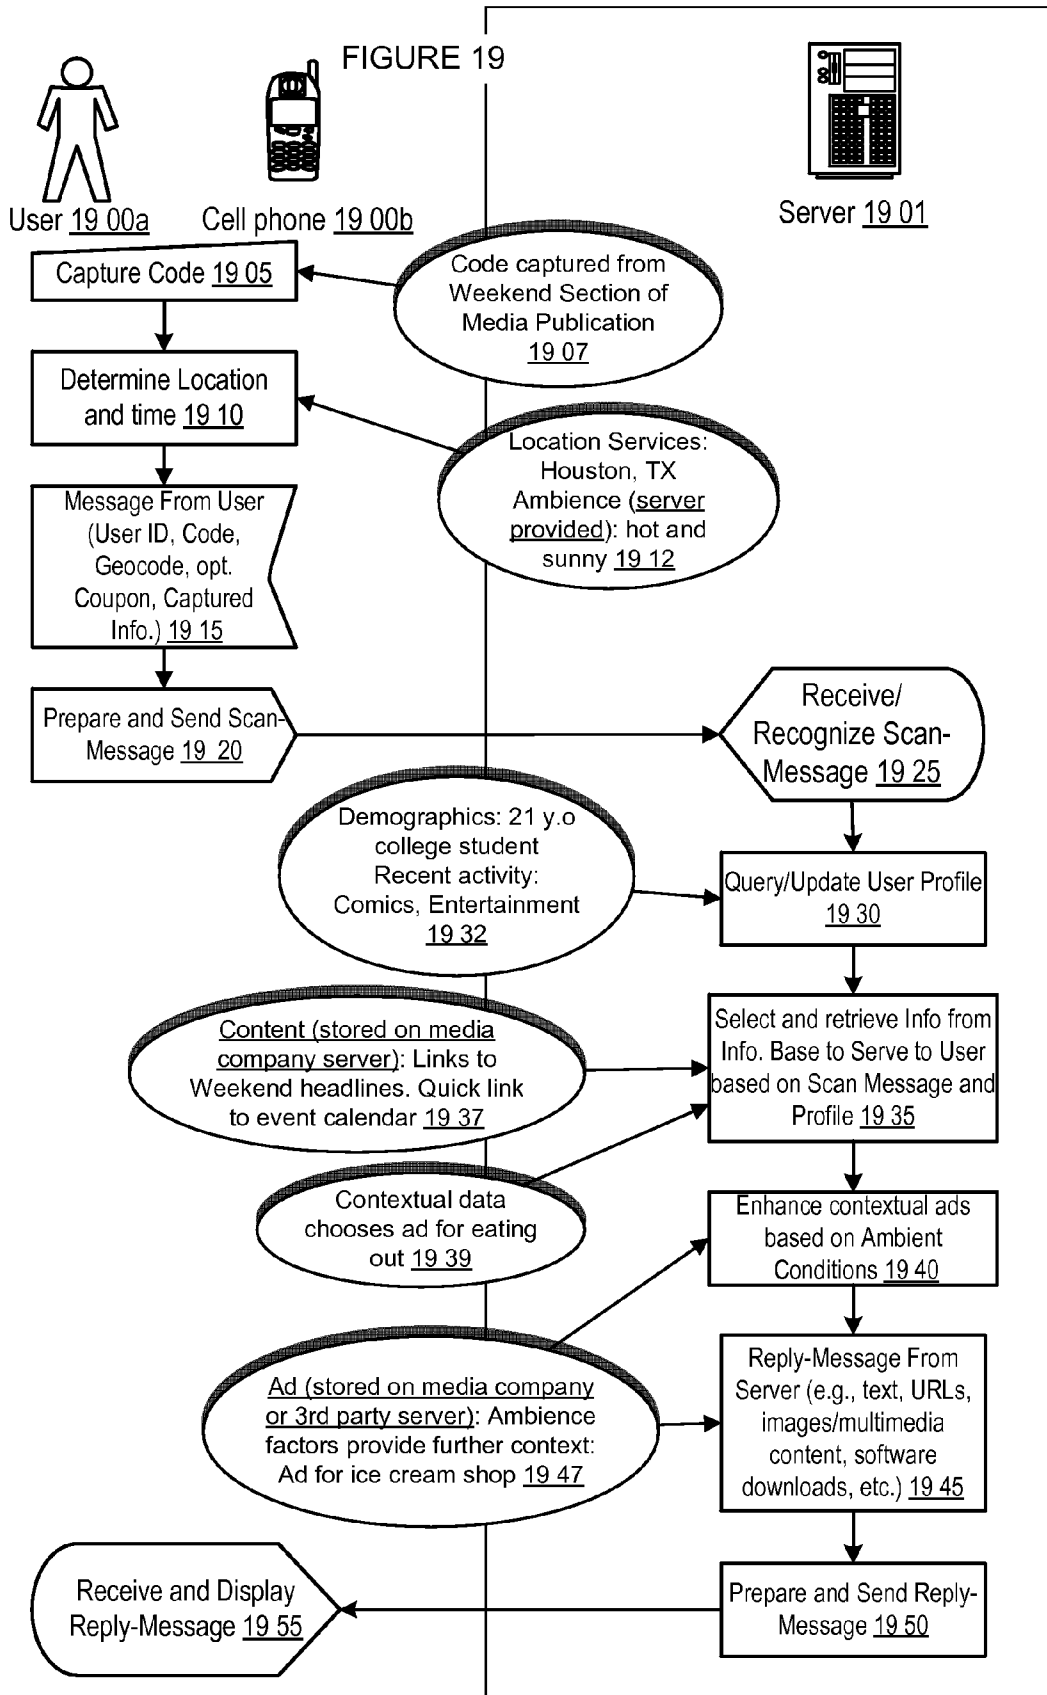 FIGURE 19
User 19 00a
Cell phone 19 00b
Server 19 01
Capture Code 19 05
Code captured from
Weekend Section of
Media Publication
19 07
Determine Location
and time 19 10
Location Services:
Houston, TX
Ambience (server
provided): hot and
sunny 19 12
Message From User
(User ID, Code,
Geocode, opt.
Coupon, Captured
Info.) 19 15
Prepare and Send Scan-
Message 19 20
Receive/
Recognize Scan-
Message 19 25
Demographics: 21 y.o
college student
Recent activity:
Comics, Entertainment
19 32
Query/Update User Profile
19 30
Content (stored on media
company server): Links to
Weekend headlines. Quick link
to event calendar 19 37
Select and retrieve Info from
Info. Base to Serve to User
based on Scan Message and
Profile 19 35
Contextual data
chooses ad for eating
out 19 39
Enhance contextual ads
based on Ambient
Conditions 19 40
Ad (stored on media company
or 3rd party server): Ambience
factors provide further context:
Ad for ice cream shop 19 47
Reply-Message From
Server (e.g., text, URLs,
images/multimedia
content, software
downloads, etc.) 19 45
Prepare and Send Reply-
Message 19 50
Receive and Display
Reply-Message 19 55